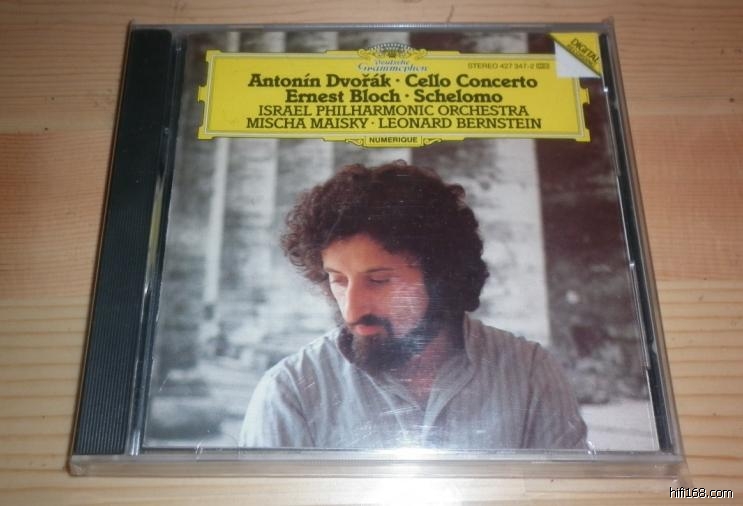 Deutsche
Grammophon
STEREO 427 347-2
DIGITAL
Antonín Dvořák · Cello Concerto
Ernest Bloch · Schelomo
ISRAEL PHILHARMONIC ORCHESTRA
MISCHA MAISKY · LEONARD BERNSTEIN
NUMERIQUE
hifi168.com